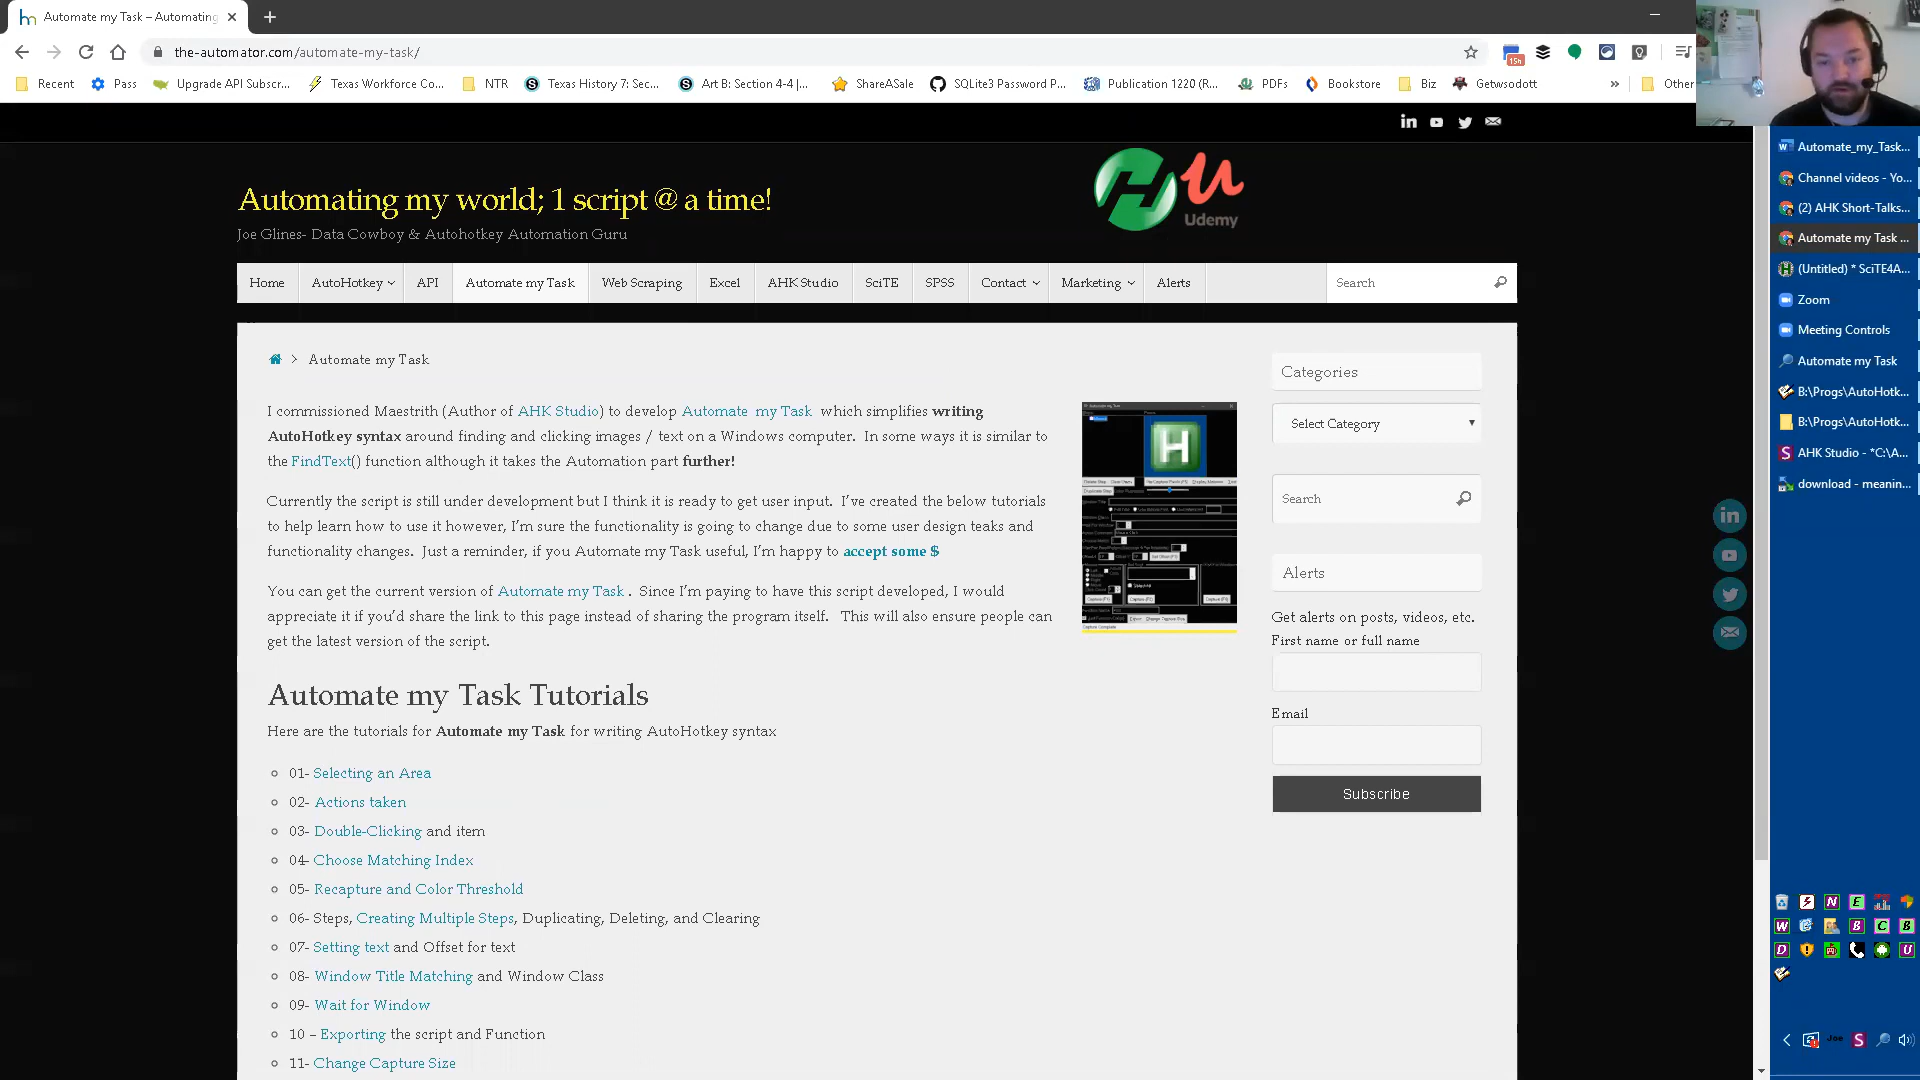 Automate my Task – Automating
the-automator.com/automate-my-task/
15h
Recent
Pass
Upgrade API Subscr...
Texas Workforce Co...
NTR
Texas History 7: Sec...
Art B: Section 4-4 |...
ShareASale
SQLite3 Password P...
Publication 1220 (R...
PDFs
Bookstore
Biz
Getwsodott
»
Other
Automating my world; 1 script @ a time!
Joe Glines- Data Cowboy & Autohotkey Automation Guru
Udemy
Home
AutoHotkey
API
Automate my Task
Web Scraping
Excel
AHK Studio
SciTE
SPSS
Contact
Marketing
Alerts
Search
Automate my Task
I commissioned Maestrith (Author of AHK Studio) to develop Automate my Task which simplifies writing
AutoHotkey syntax around finding and clicking images / text on a Windows computer. In some ways it is similar to
the FindText() function although it takes the Automation part further!
Currently the script is still under development but I think it is ready to get user input. I've created the below tutorials
to help learn how to use it however, I'm sure the functionality is going to change due to some user design teaks and
functionality changes. Just a reminder, if you Automate my Task useful, I'm happy to accept some $
You can get the current version of Automate my Task . Since I'm paying to have this script developed, I would
appreciate it if you'd share the link to this page instead of sharing the program itself. This will also ensure people can
get the latest version of the script.
Automate my Task Tutorials
Here are the tutorials for Automate my Task for writing AutoHotkey syntax
01- Selecting an Area
02- Actions taken
03- Double-Clicking and item
04- Choose Matching Index
05- Recapture and Color Threshold
06- Steps, Creating Multiple Steps, Duplicating, Deleting, and Clearing
07- Setting text and Offset for text
08- Window Title Matching and Window Class
09- Wait for Window
10 – Exporting the script and Function
11- Change Capture Size
Categories
Select Category
Search
Alerts
Get alerts on posts, videos, etc.
First name or full name
Email
Subscribe
Automate_my_Task...
Channel videos - Yo...
(2) AHK Short-Talks...
Automate my Task ...
(Untitled) * SciTE4A...
Zoom
Meeting Controls
Automate my Task
B:\Progs\AutoHotk...
B:\Progs\AutoHotk...
AHK Studio - *C:\A...
download - meanin...
N
E
W
B
C
B
D
U
Joe
S